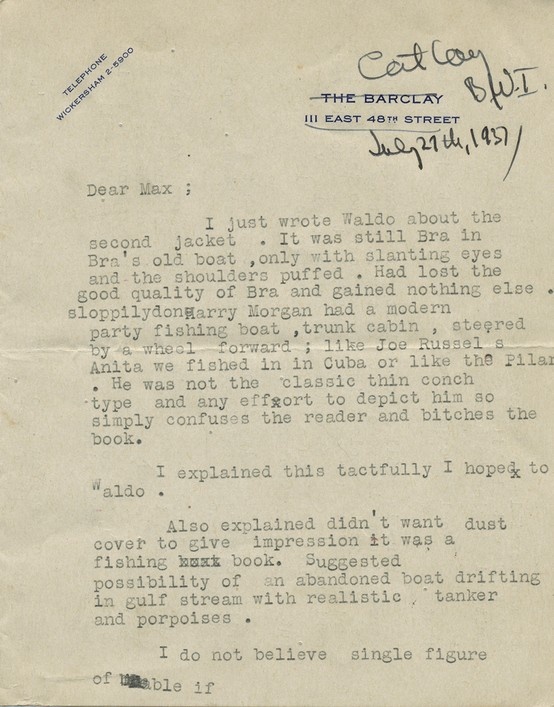 TELEPHONE
WICKERSHAM 2-5900
Cat Cay
B.W.I.
THE BARCLAY
111 EAST 48TH STREET
July 27th, 1937
Dear Max ;
I just wrote Waldo about the
second jacket . It was still Bra in
Bra's old boat ,only with slanting eyes
and the shoulders puffed . Had lost the
good quality of Bra and gained nothing else .
sloppilydonHarry Morgan had a modern
party fishing boat ,trunk cabin , steered
by a wheel forward ; like Joe Russel s
Anita we fished in in Cuba or like the Pilar
. He was not the classic thin conch
type and any effxort to depict him so
simply confuses the reader and bitches the
book.
I explained this tactfully I hopedx to
Waldo .
Also explained didn't want dust
cover to give impression it was a
fishing book. Suggested
possibility of an abandoned boat drifting
in gulf stream with realistic tanker
and porpoises .
I do not believe single figure
of able if